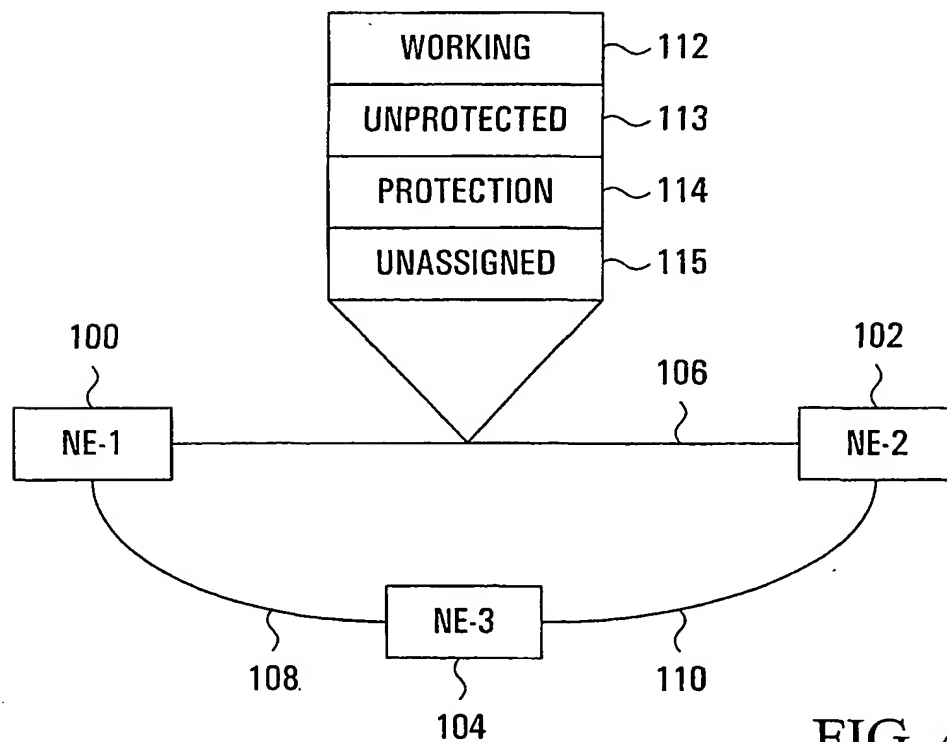 WORKING 112
UNPROTECTED 113
PROTECTION 114
UNASSIGNED 115
100 102
106
NE-1 NE-2
NE-3
108 110
104
FIG.